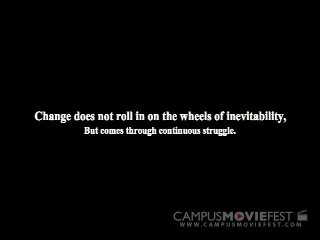 Change does not roll in on the wheels of inevitability,
But comes through continuous struggle.
CAMPUSMOVIEFEST
WWW.CAMPUSMOVIEFEST.COM